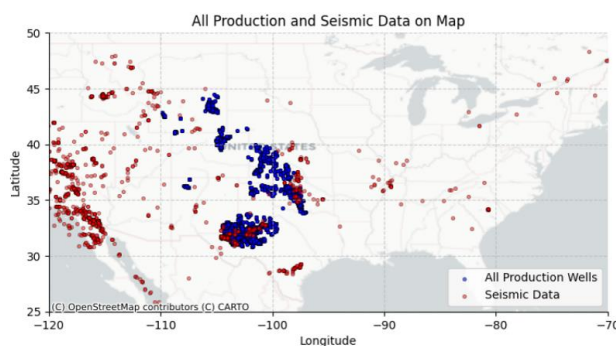 All Production and Seismic Data on Map
50
45
40
35
30
25
Latitude
UNITED STATES
All Production Wells
Seismic Data
(C) OpenStreetMap contributors (C) CARTO
−120
−110
−100
−90
−80
−70
Longitude